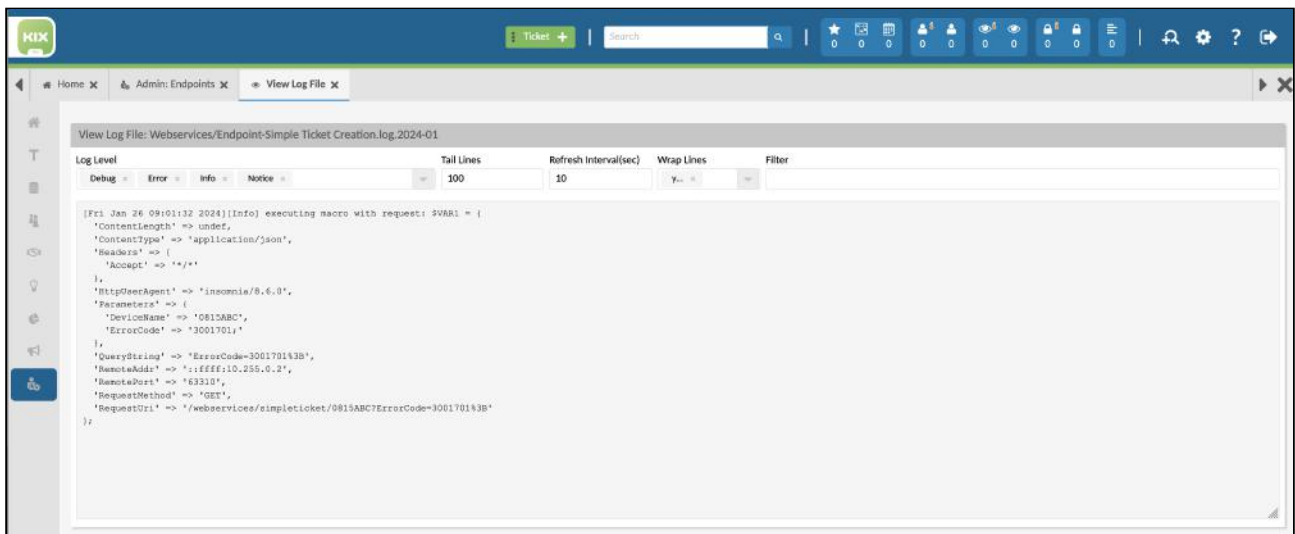 KIX
Ticket
Search
0 0 0 0 0 0 0 0 0 0
Home Admin: Endpoints View Log File
View Log File: Webservices/Endpoint-Simple Ticket Creation.log.2024-01
Log Level Tail Lines Refresh Interval(sec) Wrap Lines Filter
Debug Error Info Notice 100 10 y...
[Fri Jan 26 09:01:32 2024][Info] executing macro with request: $VAR1 = {
'ContentLength' => undef,
'ContentType' => 'application/json',
'Headers' => {
'Accept' => '*/*'
},
'HttpUserAgent' => 'insomnia/8.6.0',
'Parameters' => {
'DeviceName' => '0815ABC',
'ErrorCode' => '3001701;'
},
'QueryString' => 'ErrorCode=3001701%3B',
'RemoteAddr' => '::ffff:10.255.0.2',
'RemotePort' => '63310',
'RequestMethod' => 'GET',
'RequestUri' => '/webservices/simpleticket/0815ABC?ErrorCode=3001701%3B'
};